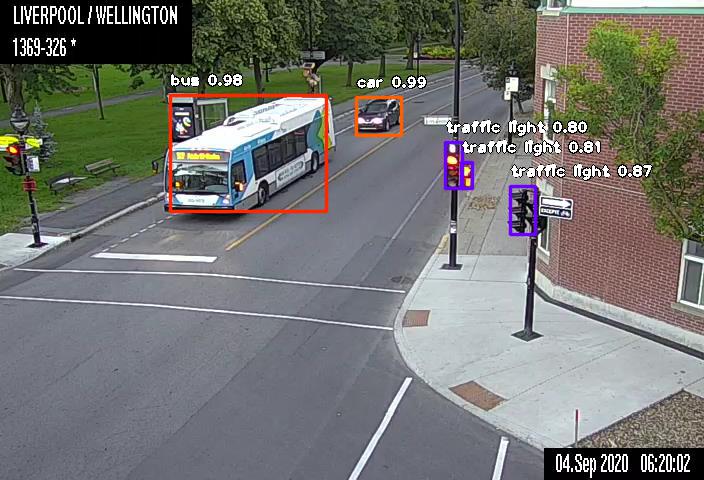 LIVERPOOL / WELLINGTON
1369-326 *
bus 0.98
car 0.99
traffic light 0.80
traffic light 0.81
traffic light 0.87
EXCEPTÉ
04.Sep 2020 06:20:02